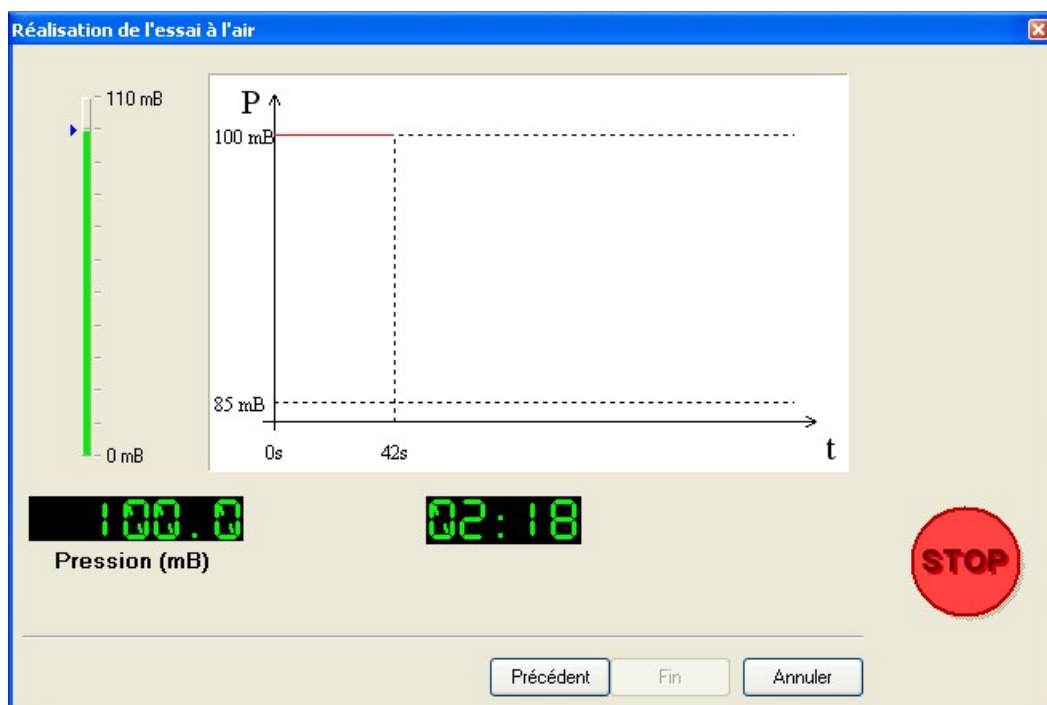 Réalisation de l'essai à l'air
110 mB
0 mB
P
100 mB
85 mB
0s
42s
t
100.0
Pression (mB)
02:18
STOP
Précédent
Fin
Annuler